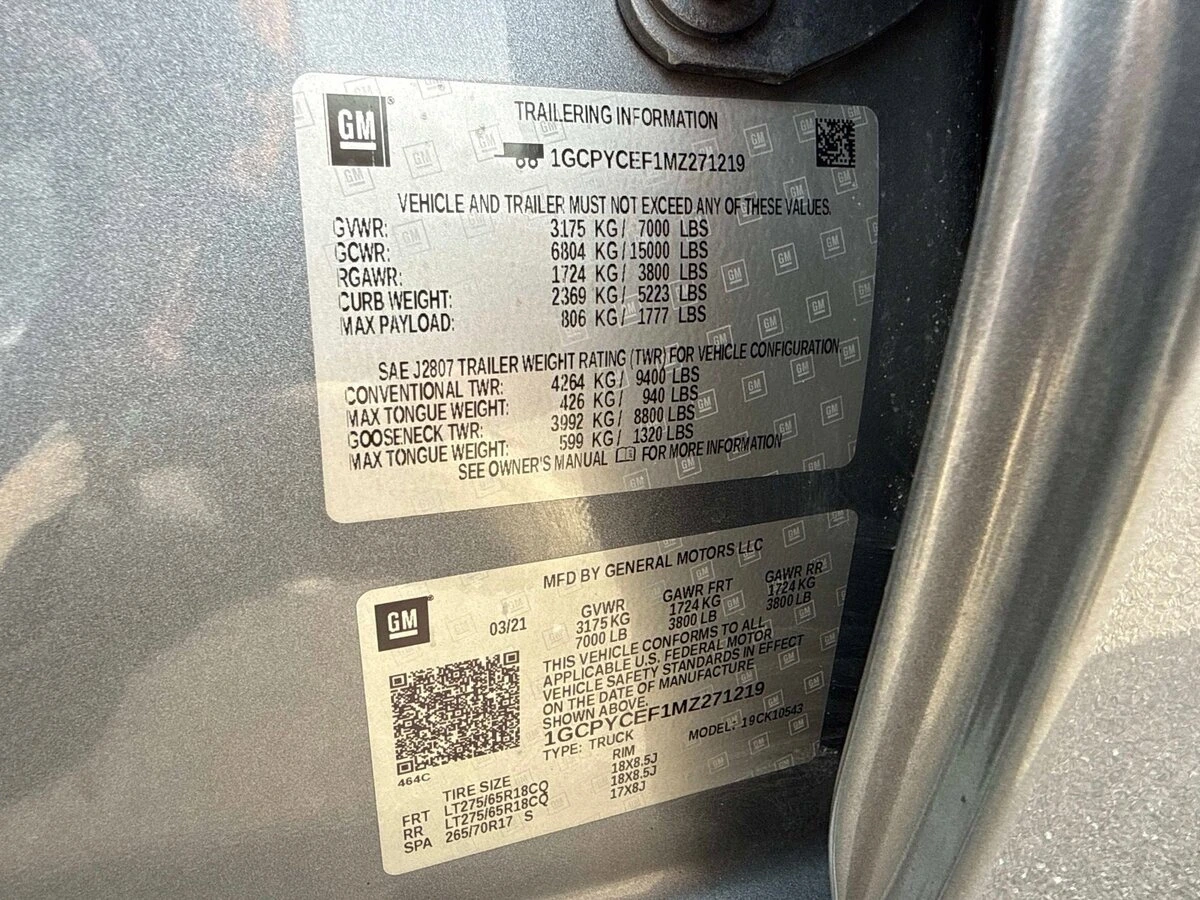 GM
TRAILERING INFORMATION
1GCPYCEF1MZ271219
VEHICLE AND TRAILER MUST NOT EXCEED ANY OF THESE VALUES.
GVWR: 3175 KG/ 7000 LBS
GCWR: 6804 KG/15000 LBS
RGAWR: 1724 KG/ 3800 LBS
CURB WEIGHT: 2369 KG/ 5223 LBS
MAX PAYLOAD: 806 KG/ 1777 LBS
SAE J2807 TRAILER WEIGHT RATING (TWR) FOR VEHICLE CONFIGURATION
CONVENTIONAL TWR: 4264 KG/ 9400 LBS
MAX TONGUE WEIGHT: 426 KG/ 940 LBS
GOOSENECK TWR: 3992 KG/ 8800 LBS
MAX TONGUE WEIGHT: 599 KG/ 1320 LBS
SEE OWNER'S MANUAL FOR MORE INFORMATION
GM
MFD BY GENERAL MOTORS LLC
03/21
GVWR GAWR FRT GAWR RR
3175 KG 1724 KG 1724 KG
7000 LB 3800 LB 3800 LB
THIS VEHICLE CONFORMS TO ALL
APPLICABLE U.S. FEDERAL MOTOR
VEHICLE SAFETY STANDARDS IN EFFECT
ON THE DATE OF MANUFACTURE
SHOWN ABOVE.
1GCPYCEF1MZ271219
TYPE: TRUCK MODEL: 19CK10543
464C
TIRE SIZE RIM
FRT LT275/65R18CQ 18X8.5J
RR LT275/65R18CQ 18X8.5J
SPA 265/70R17 S 17X8J